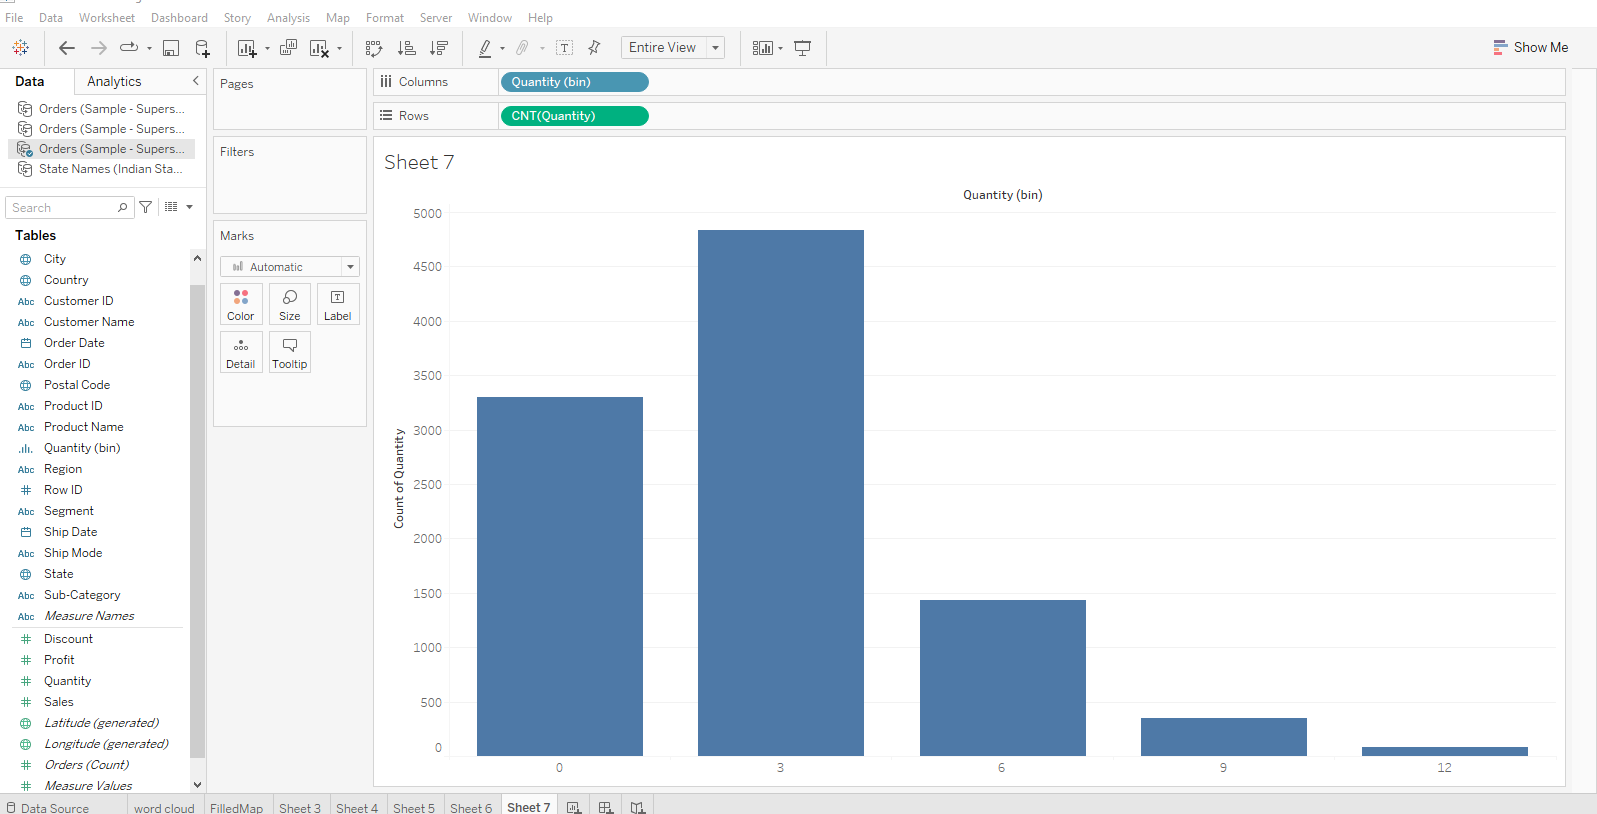 File Data Worksheet Dashboard Story Analysis Map Format Server Window Help
Entire View
Show Me
Data Analytics
Orders (Sample - Supers...
Orders (Sample - Supers...
Orders (Sample - Supers...
State Names (Indian Sta...
Search
Tables
City
Country
Abc Customer ID
Abc Customer Name
Order Date
Abc Order ID
Postal Code
Abc Product ID
Abc Product Name
Quantity (bin)
Abc Region
# Row ID
Abc Segment
Ship Date
Abc Ship Mode
State
Abc Sub-Category
Abc Measure Names
# Discount
# Profit
# Quantity
# Sales
Latitude (generated)
Longitude (generated)
# Orders (Count)
# Measure Values
Pages
Filters
Marks
Automatic
Color Size Label
Detail Tooltip
Columns Quantity (bin)
Rows CNT(Quantity)
Sheet 7
Quantity (bin)
5000
4500
4000
3500
3000
2500
2000
1500
1000
500
0
Count of Quantity
0 3 6 9 12
Data Source word cloud FilledMap Sheet 3 Sheet 4 Sheet 5 Sheet 6 Sheet 7